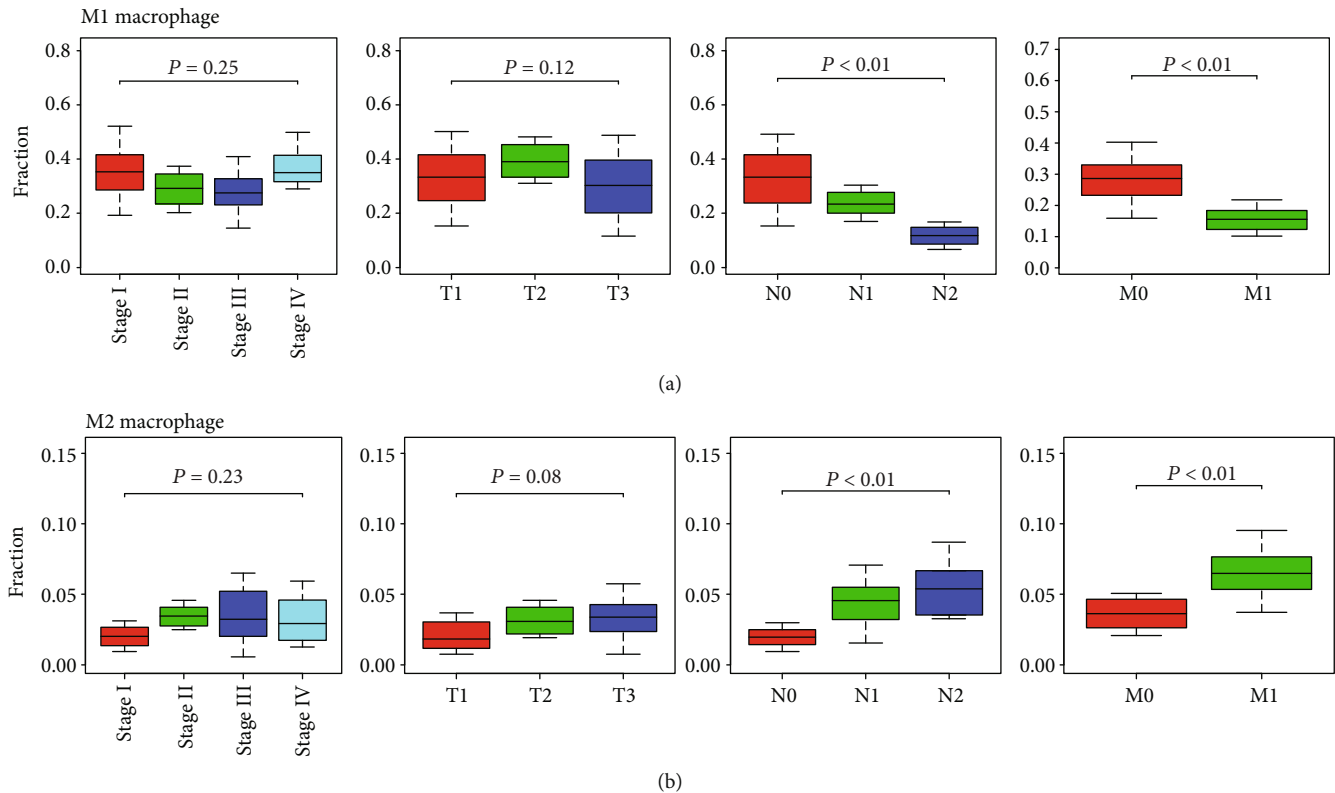 M1 macrophage
Fraction
0.8
0.6
0.4
0.2
0.0
P = 0.25
Stage I
Stage II
Stage III
Stage IV
0.8
0.6
0.4
0.2
0.0
P = 0.12
T1 T2 T3
0.8
0.6
0.4
0.2
0.0
P < 0.01
N0 N1 N2
0.7
0.6
0.5
0.4
0.3
0.2
0.1
0.0
P < 0.01
M0 M1
(a)
M2 macrophage
Fraction
0.15
0.10
0.05
0.00
P = 0.23
Stage I
Stage II
Stage III
Stage IV
0.15
0.10
0.05
0.00
P = 0.08
T1 T2 T3
0.15
0.10
0.05
0.00
P < 0.01
N0 N1 N2
0.15
0.10
0.05
0.00
P < 0.01
M0 M1
(b)